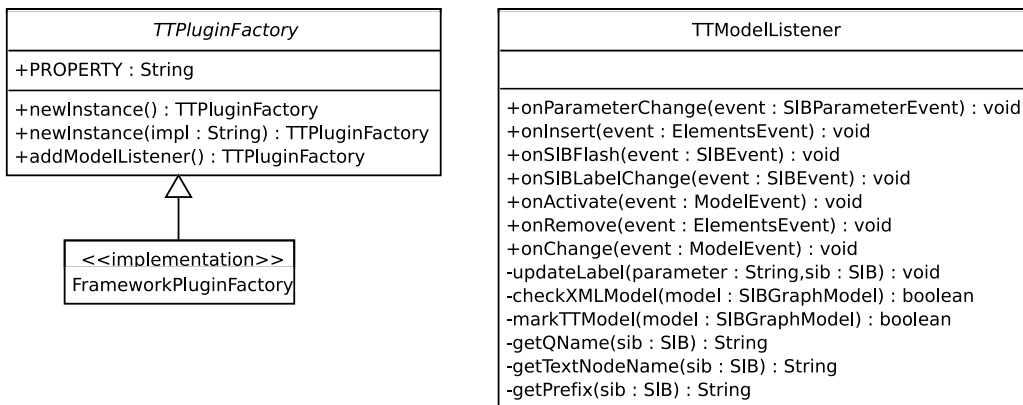 TTPluginFactory
+PROPERTY : String
+newInstance() : TTPluginFactory
+newInstance(impl : String) : TTPluginFactory
+addModelListener() : TTPluginFactory
<<implementation>>
FrameworkPluginFactory
TTModelListener
+onParameterChange(event : SIBParameterEvent) : void
+onInsert(event : ElementsEvent) : void
+onSIBFlash(event : SIBEvent) : void
+onSIBLabelChange(event : SIBEvent) : void
+onActivate(event : ModelEvent) : void
+onRemove(event : ElementsEvent) : void
+onChange(event : ModelEvent) : void
-updateLabel(parameter : String,sib : SIB) : void
-checkXMLModel(model : SIBGraphModel) : boolean
-markTTModel(model : SIBGraphModel) : boolean
-getQName(sib : SIB) : String
-getTextNodeName(sib : SIB) : String
-getPrefix(sib : SIB) : String